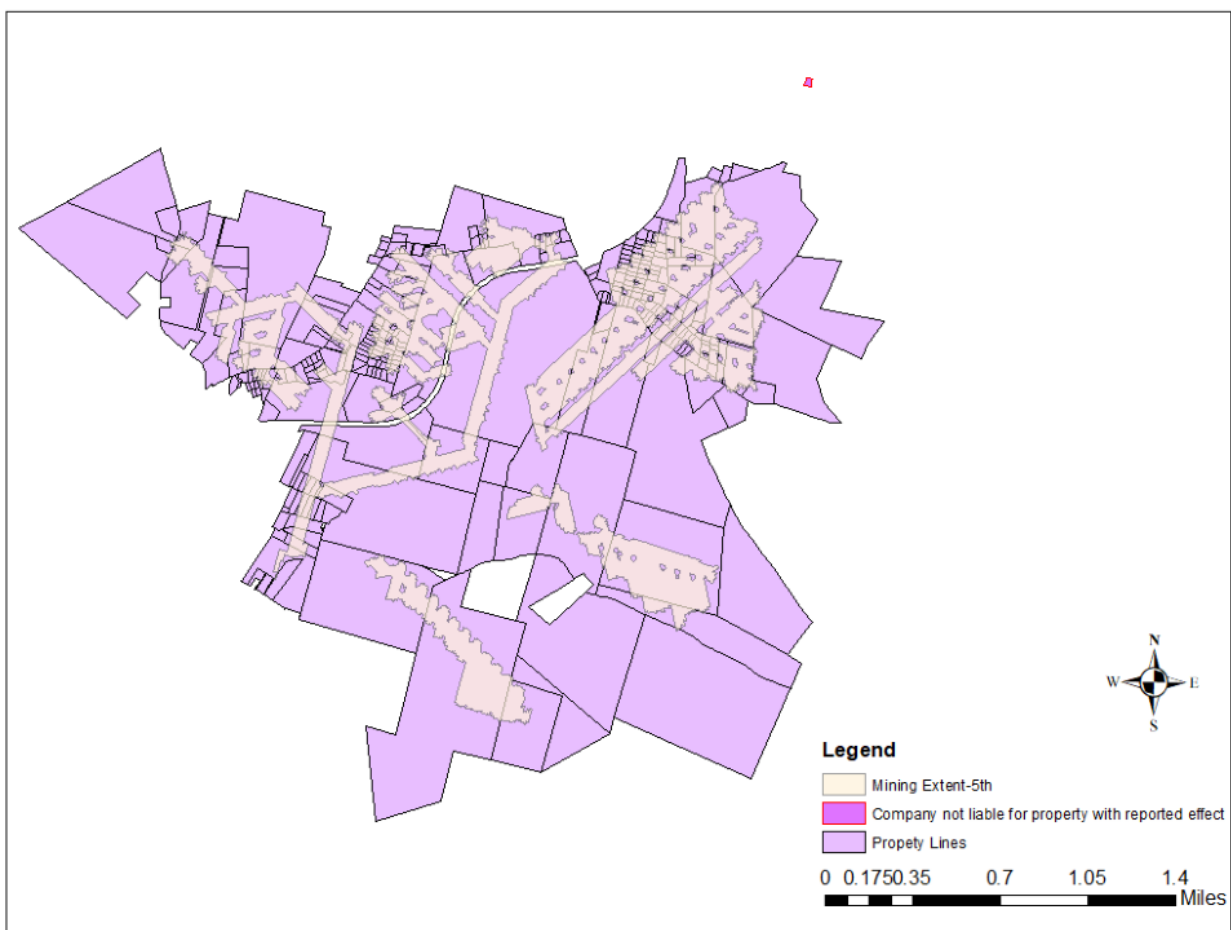 N
W E
S
Legend
Mining Extent-5th
Company not liable for property with reported effect
Propety Lines
0 0.1750.35 0.7 1.05 1.4
Miles